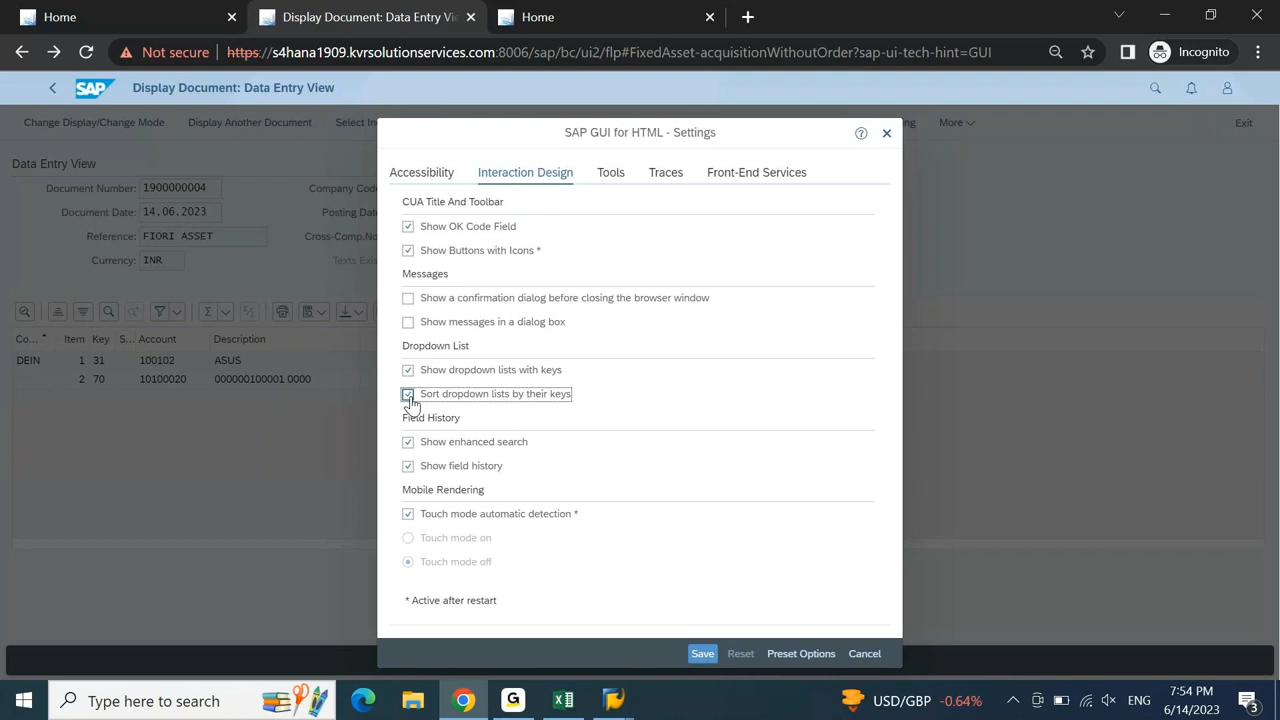 Home
Display Document: Data Entry Vie
Home
Not secure
https://s4hana1909.kvrsolutionservices.com:8006/sap/bc/ui2/flp#FixedAsset-acquisitionWithoutOrder?sap-ui-tech-hint=GUI
Incognito
SAP
Display Document: Data Entry View
Change Display/Change Mode
Display Another Document
Select In
More
Exit
SAP GUI for HTML - Settings
Accessibility
Interaction Design
Tools
Traces
Front-End Services
Data Entry View
Document Number:
1900000004
Company Code
Document Date:
14.06.2023
Posting Date
Reference:
FIORI ASSET
Cross-Comp.No
Currency:
INR
Texts Exist
Co...
Item
Key
S...
Account
Description
DEIN
1
31
100102
ASUS
2
70
10100020
000000100001 0000
CUA Title And Toolbar
Show OK Code Field
Show Buttons with Icons *
Messages
Show a confirmation dialog before closing the browser window
Show messages in a dialog box
Dropdown List
Show dropdown lists with keys
Sort dropdown lists by their keys
Field History
Show enhanced search
Show field history
Mobile Rendering
Touch mode automatic detection *
Touch mode on
Touch mode off
* Active after restart
Save
Reset
Preset Options
Cancel
Type here to search
USD/GBP
-0.64%
ENG
7:54 PM
6/14/2023
3